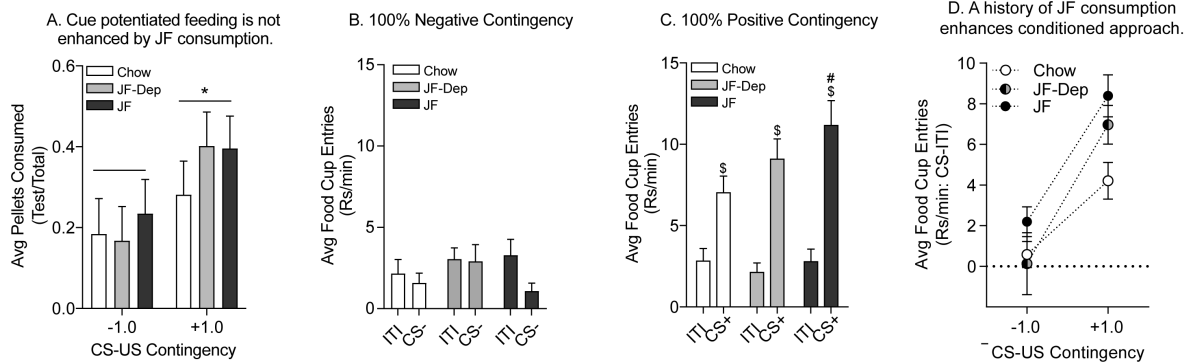 A. Cue potentiated feeding is not
enhanced by JF consumption.
0.6
0.4
0.2
0.0
Avg Pellets Consumed
(Test/Total)
Chow
JF-Dep
JF
*
-1.0
+1.0
CS-US Contingency
B. 100% Negative Contingency
15
10
5
0
Avg Food Cup Entries
(Rs/min)
Chow
JF-Dep
JF
ITI
CS-
ITI
CS-
ITI
CS-
C. 100% Positive Contingency
15
10
5
0
Avg Food Cup Entries
(Rs/min)
Chow
JF-Dep
JF
$
$
#
$
ITI
CS+
ITI
CS+
ITI
CS+
D. A history of JF consumption
enhances conditioned approach.
10
8
6
4
2
0
Avg Food Cup Entries
(Rs/min: CS-ITI)
Chow
JF-Dep
JF
-1.0
+1.0
CS-US Contingency